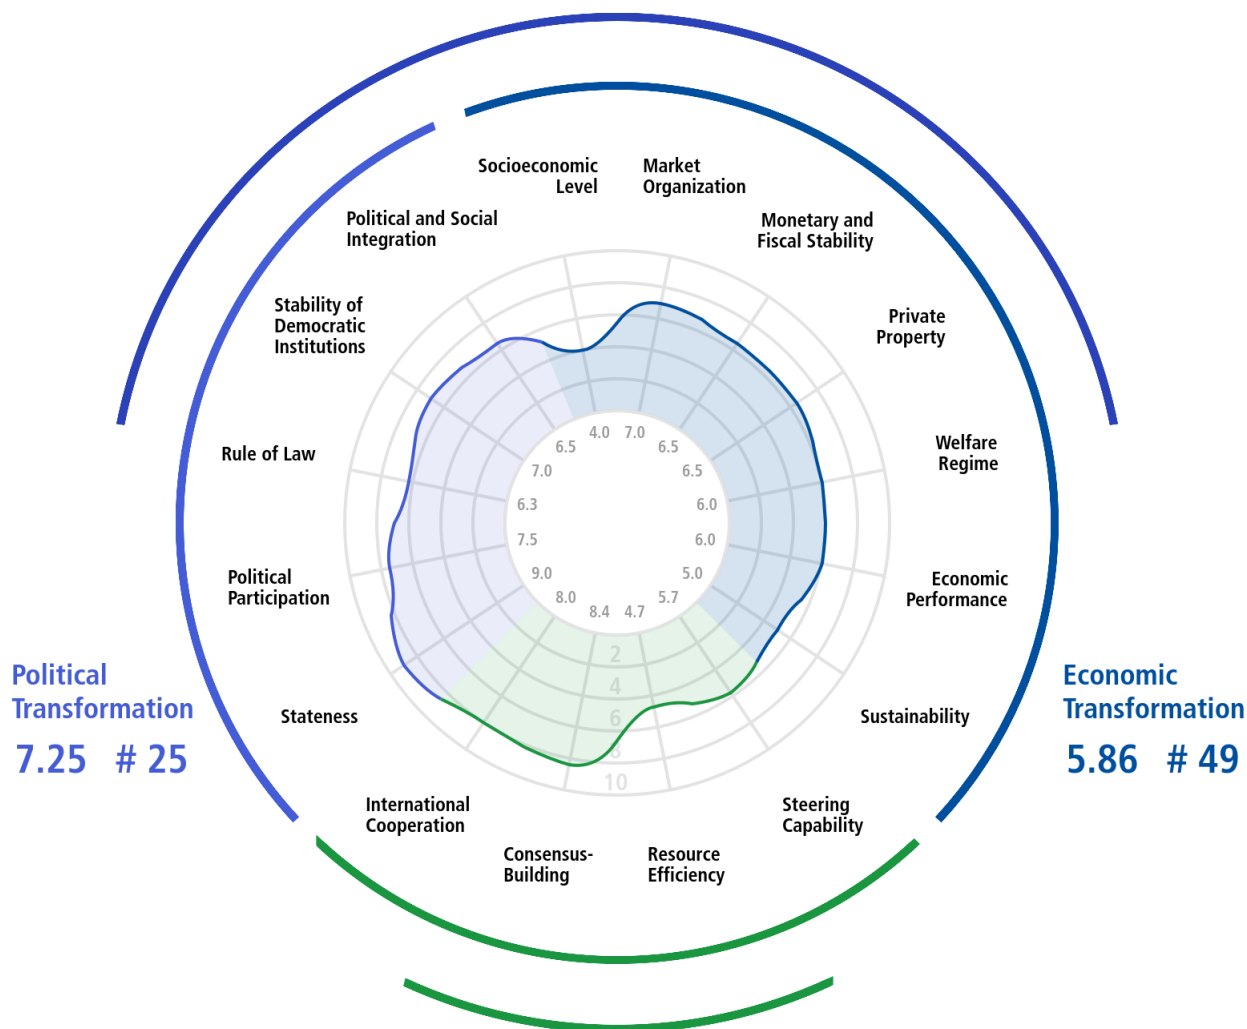 Socioeconomic
Level
Market
Organization
Political and Social
Integration
Monetary and
Fiscal Stability
Stability of
Democratic
Institutions
Private
Property
Rule of Law
Welfare
Regime
Political
Participation
Economic
Performance
Stateness
Sustainability
International
Cooperation
Steering
Capability
Consensus-
Building
Resource
Efficiency
4.0
7.0
6.5
6.5
7.0
6.5
6.3
6.0
7.5
6.0
9.0
5.0
8.0
5.7
8.4
4.7
2
4
6
8
10
Political
Transformation
7.25 # 25
Economic
Transformation
5.86 # 49